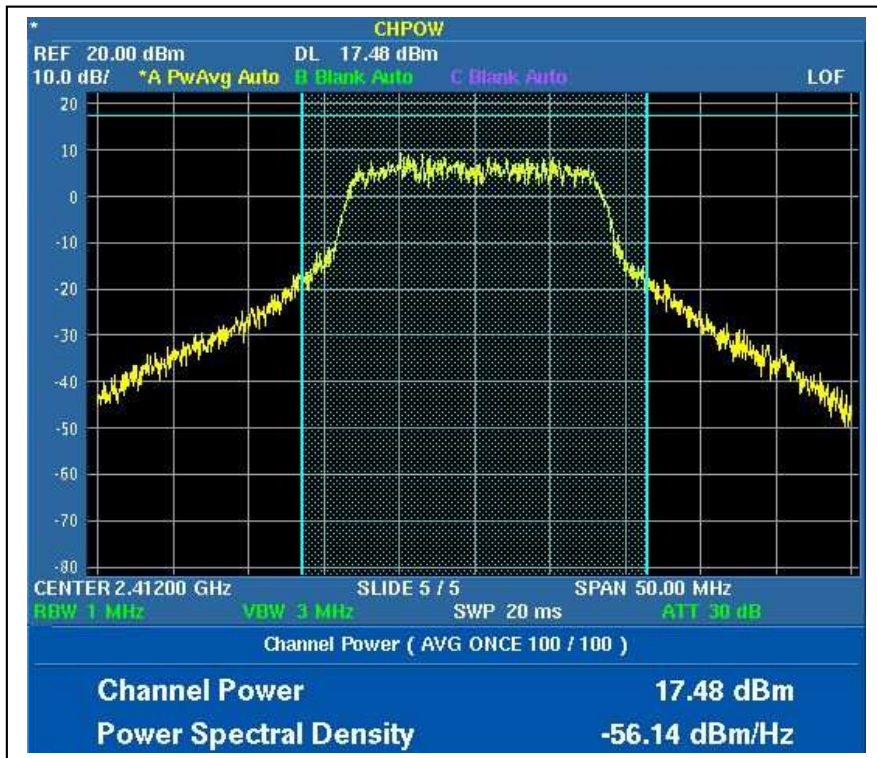 *
CHPOW
REF 20.00 dBm DL 17.48 dBm
10.0 dB/ *A PwAvg Auto B Blank Auto C Blank Auto LOF
20
10
0
-10
-20
-30
-40
-50
-60
-70
-80
CENTER 2.41200 GHz SLIDE 5 / 5 SPAN 50.00 MHz
RBW 1 MHz VBW 3 MHz SWP 20 ms ATT 30 dB
Channel Power ( AVG ONCE 100 / 100 )
Channel Power 17.48 dBm
Power Spectral Density -56.14 dBm/Hz